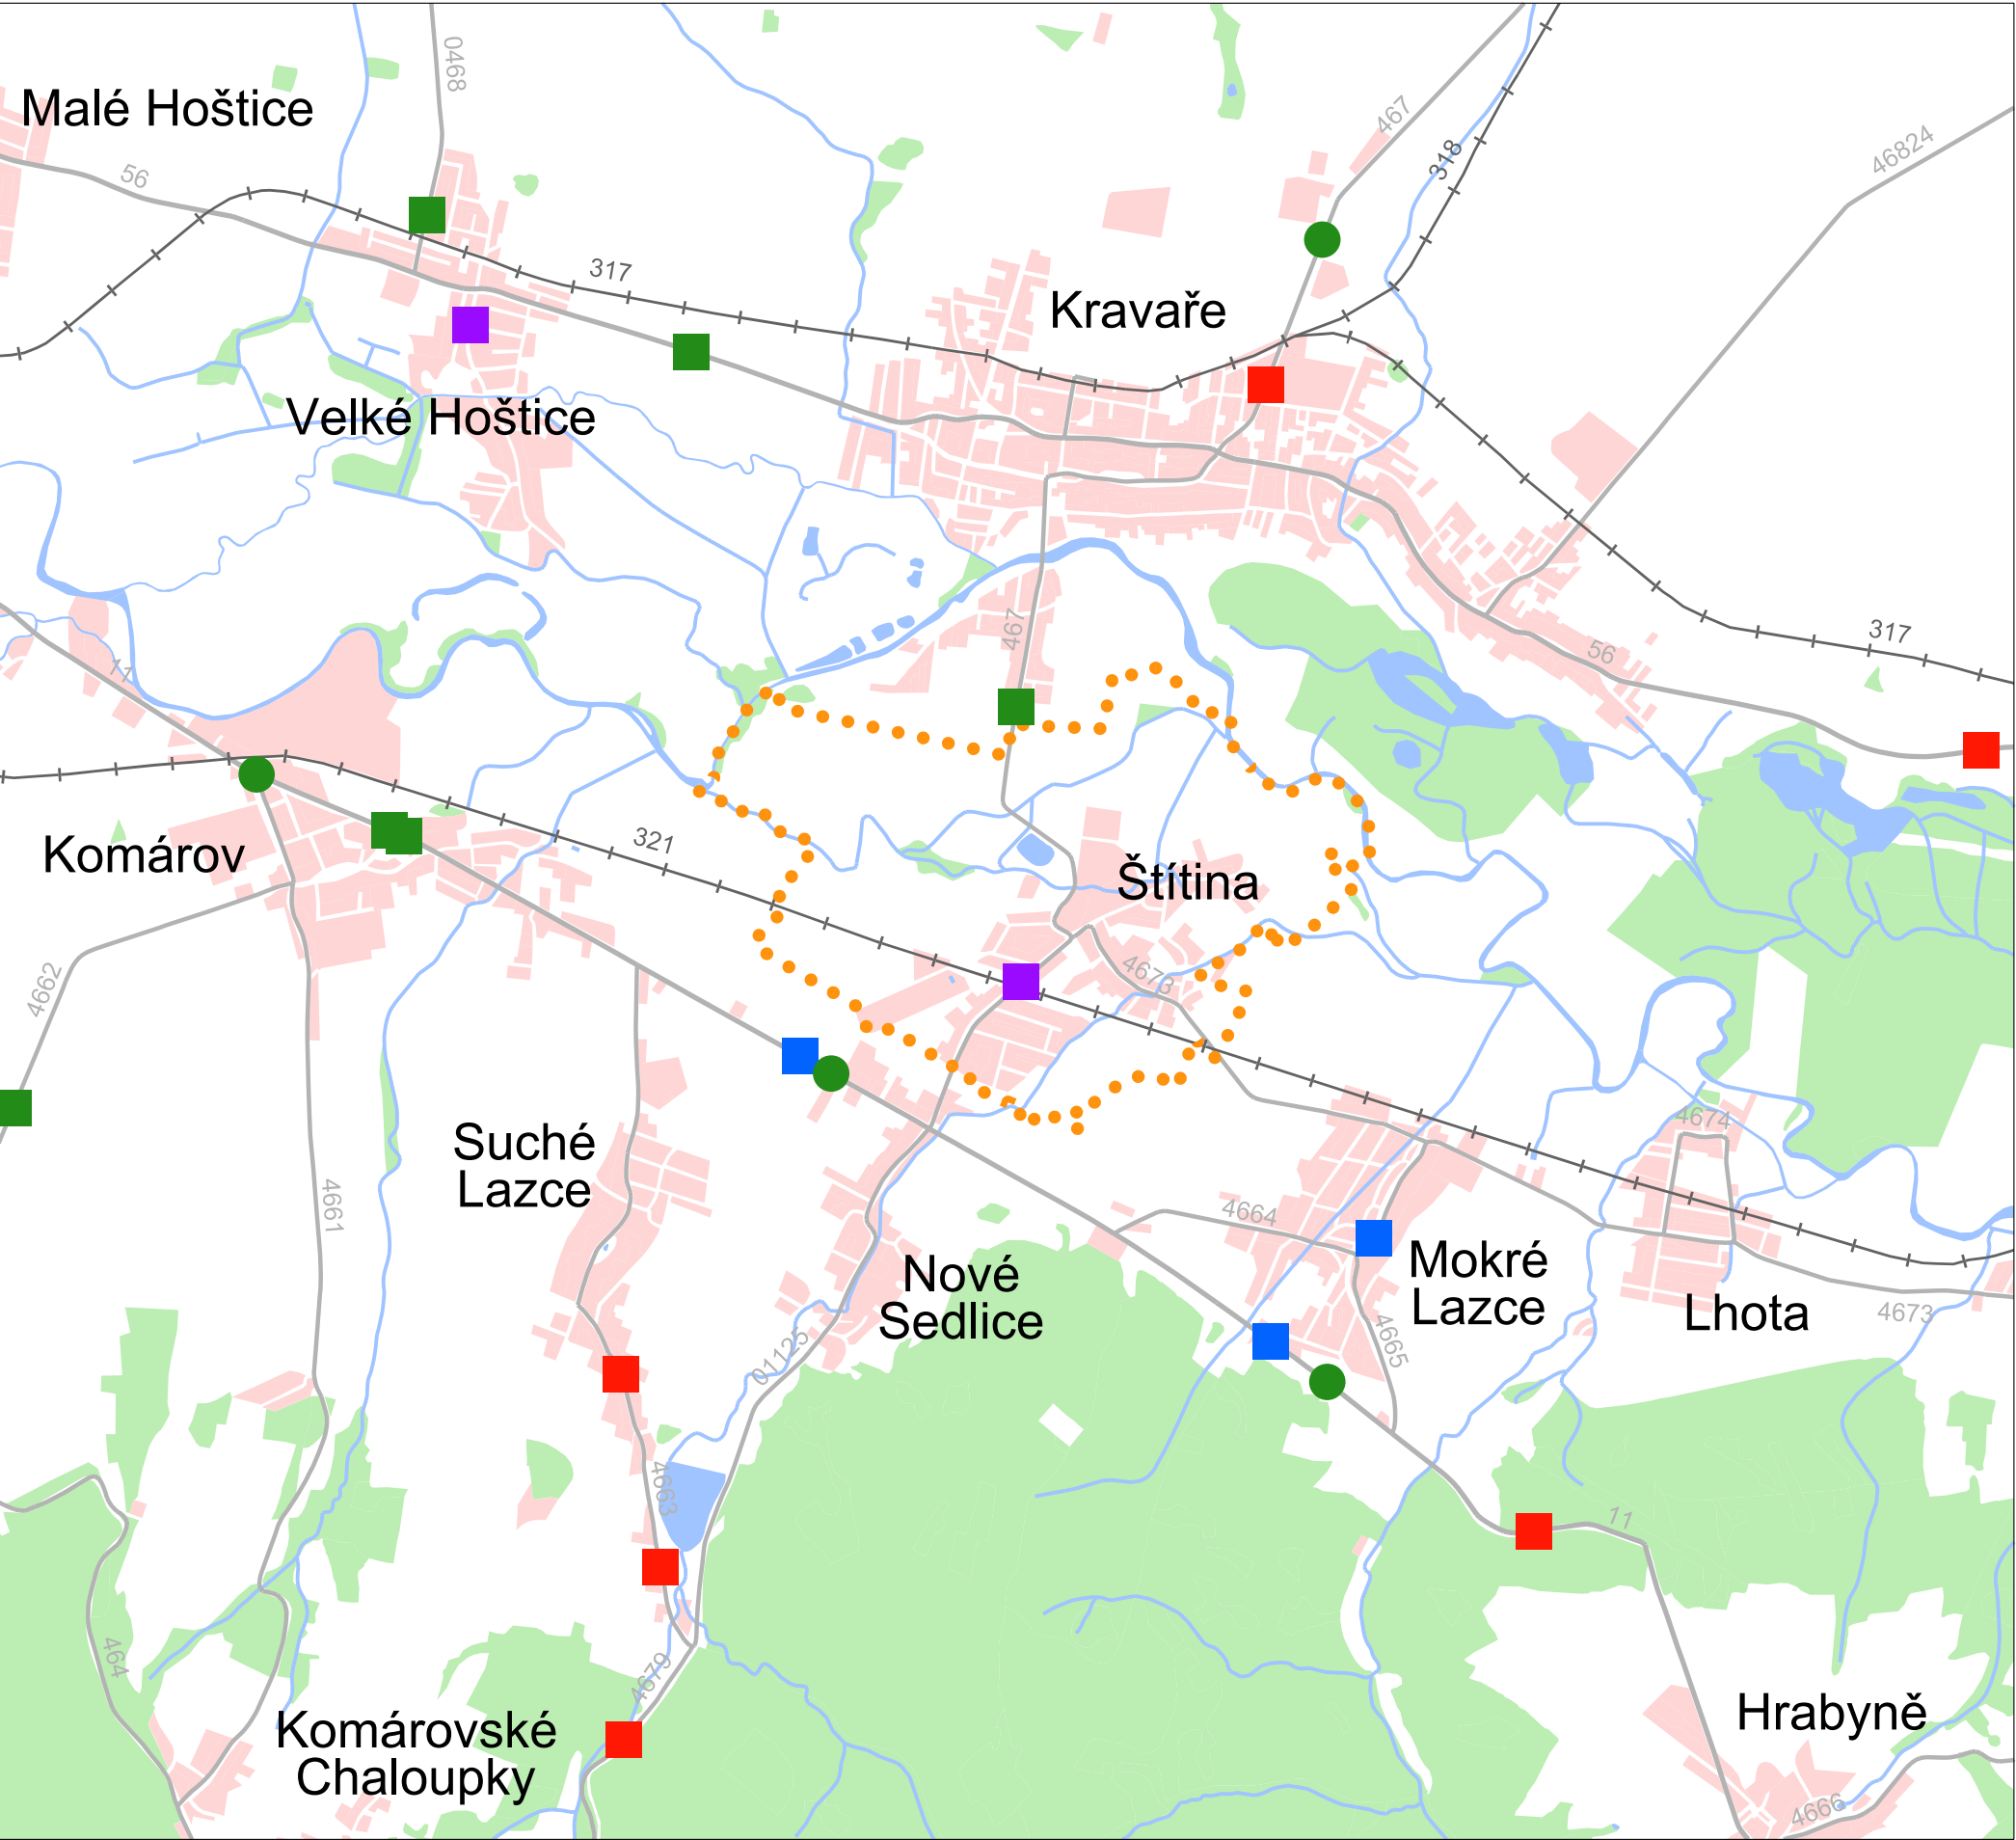 0468
Malé Hoštice
467
318
46824
56
317
Kravaře
Velké Hoštice
467
317
56
11
321
Komárov
Štítina
4673
4662
4674
Suché
Lazce
4661
4664
Mokré
Lazce
Nové
Sedlice
Lhota
4673
4665
01125
4663
11
464
4679
Komárovské
Chaloupky
Hrabyně
4666